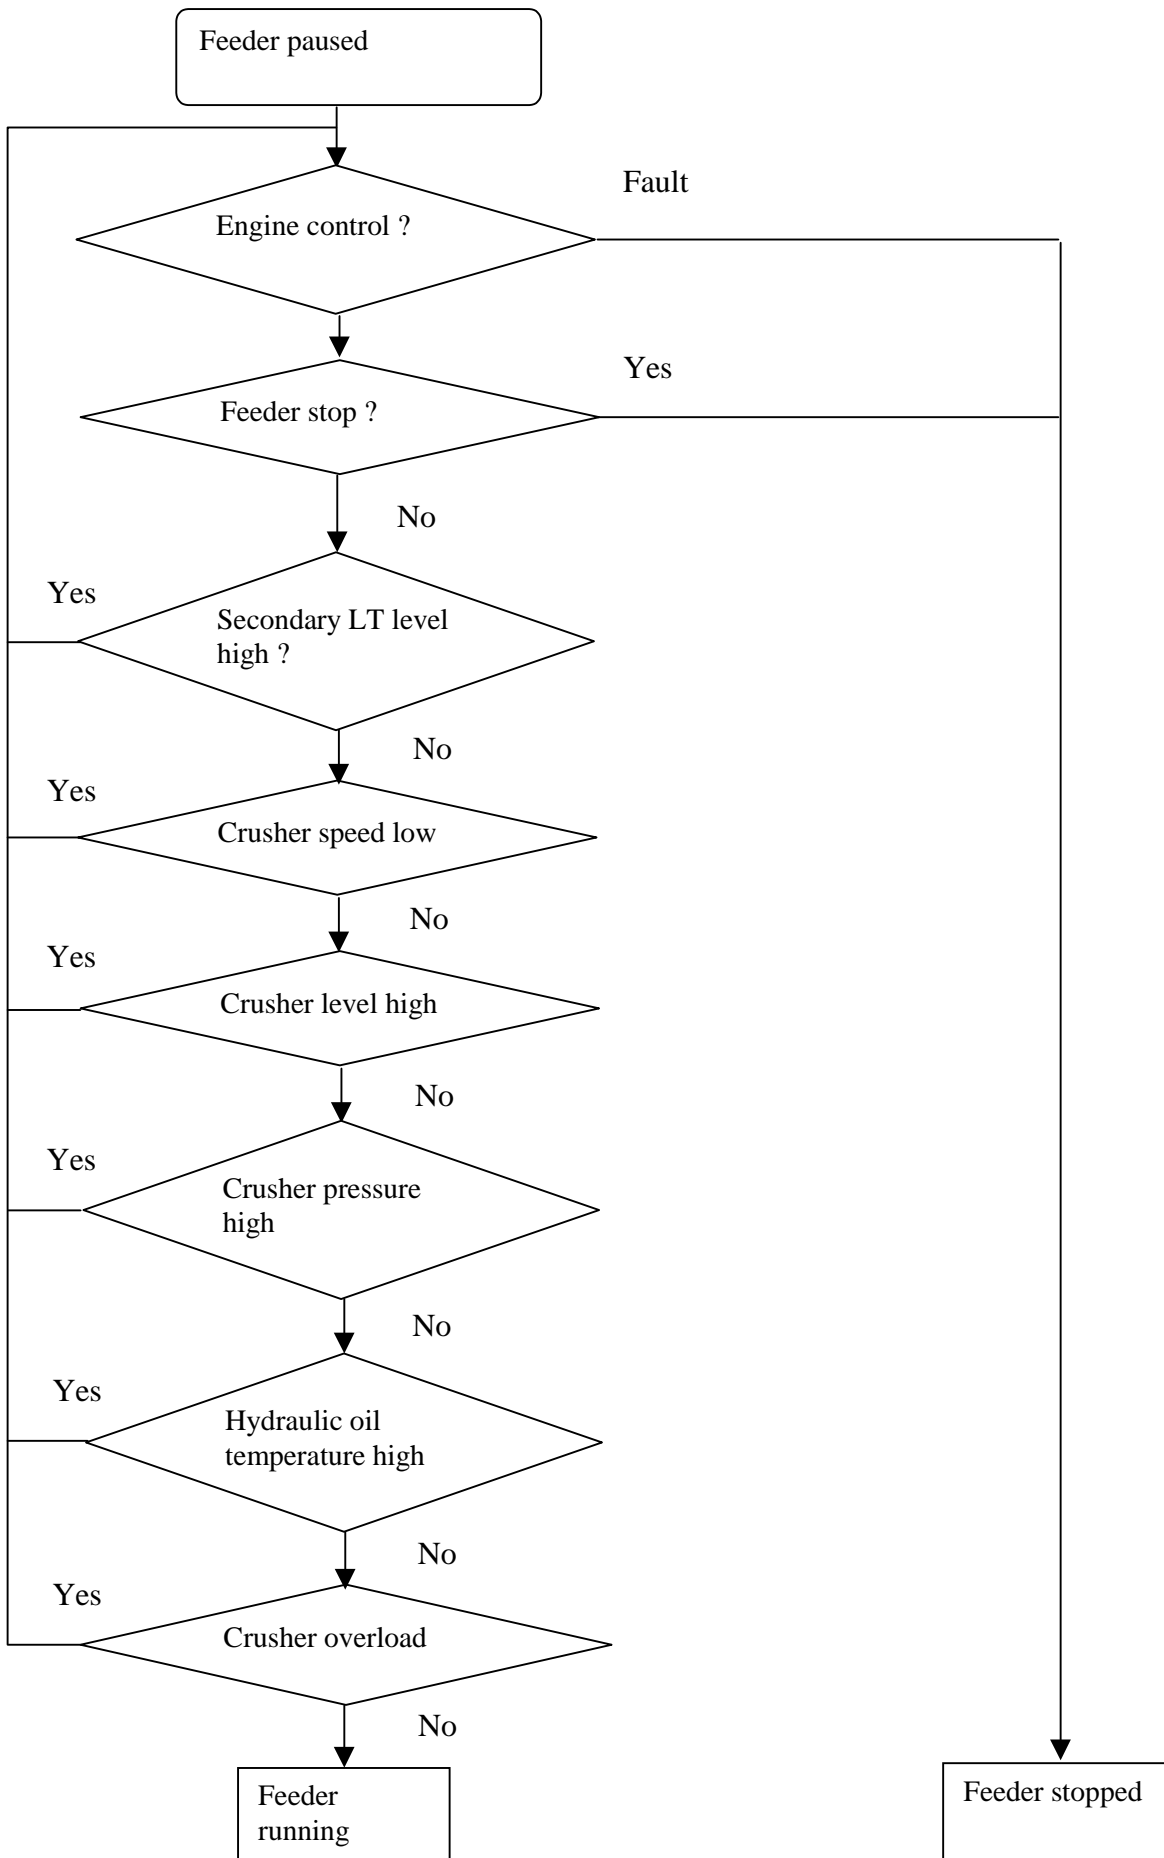 Feeder paused
Fault
Engine control ?
Yes
Feeder stop ?
No
Yes
Secondary LT level
high ?
No
Yes
Crusher speed low
No
Yes
Crusher level high
No
Yes
Crusher pressure
high
No
Yes
Hydraulic oil
temperature high
No
Yes
Crusher overload
No
Feeder
running
Feeder stopped